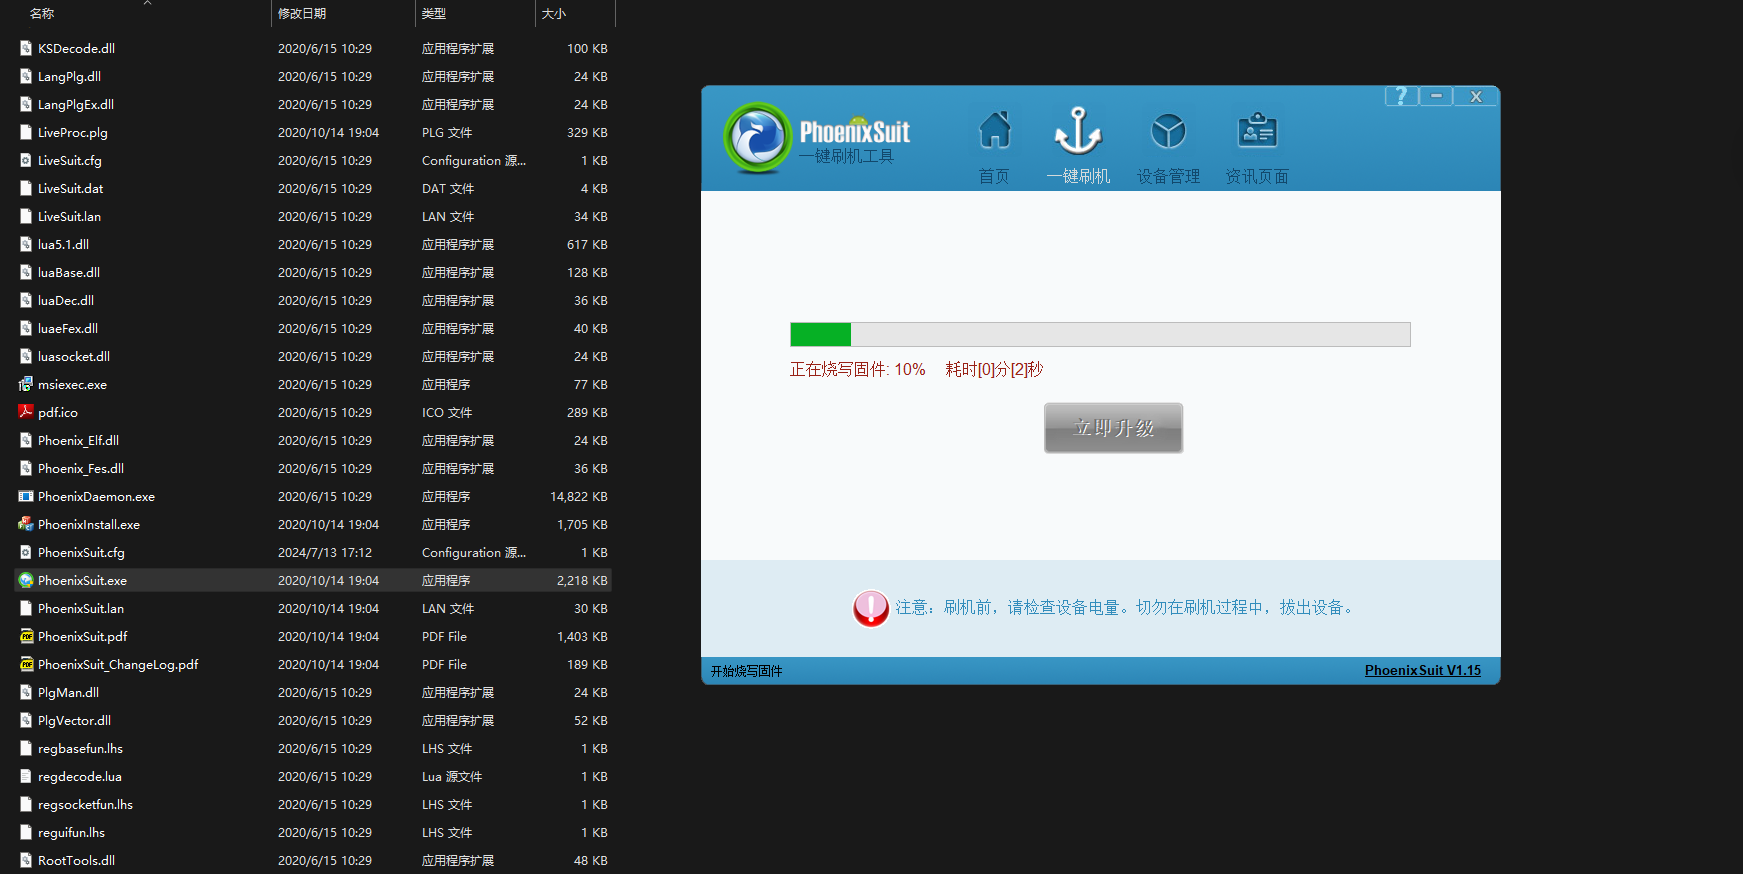 名称 修改日期 类型 大小
KSDecode.dll 2020/6/15 10:29 应用程序扩展 100 KB
LangPlg.dll 2020/6/15 10:29 应用程序扩展 24 KB
LangPlgEx.dll 2020/6/15 10:29 应用程序扩展 24 KB
LiveProc.plg 2020/10/14 19:04 PLG 文件 329 KB
LiveSuit.cfg 2020/6/15 10:29 Configuration 源... 1 KB
LiveSuit.dat 2020/6/15 10:29 DAT 文件 4 KB
LiveSuit.lan 2020/6/15 10:29 LAN 文件 34 KB
lua5.1.dll 2020/6/15 10:29 应用程序扩展 617 KB
luaBase.dll 2020/6/15 10:29 应用程序扩展 128 KB
luaDec.dll 2020/6/15 10:29 应用程序扩展 36 KB
luaeFex.dll 2020/6/15 10:29 应用程序扩展 40 KB
luasocket.dll 2020/6/15 10:29 应用程序扩展 24 KB
msiexec.exe 2020/6/15 10:29 应用程序 77 KB
pdf.ico 2020/6/15 10:29 ICO 文件 289 KB
Phoenix_Elf.dll 2020/6/15 10:29 应用程序扩展 24 KB
Phoenix_Fes.dll 2020/6/15 10:29 应用程序扩展 36 KB
PhoenixDaemon.exe 2020/6/15 10:29 应用程序 14,822 KB
PhoenixInstall.exe 2020/10/14 19:04 应用程序 1,705 KB
PhoenixSuit.cfg 2024/7/13 17:12 Configuration 源... 1 KB
PhoenixSuit.exe 2020/10/14 19:04 应用程序 2,218 KB
PhoenixSuit.lan 2020/10/14 19:04 LAN 文件 30 KB
PhoenixSuit.pdf 2020/10/14 19:04 PDF File 1,403 KB
PhoenixSuit_ChangeLog.pdf 2020/10/14 19:04 PDF File 189 KB
PlgMan.dll 2020/6/15 10:29 应用程序扩展 24 KB
PlgVector.dll 2020/6/15 10:29 应用程序扩展 52 KB
regbasefun.lhs 2020/6/15 10:29 LHS 文件 1 KB
regdecode.lua 2020/6/15 10:29 Lua 源文件 1 KB
regsocketfun.lhs 2020/6/15 10:29 LHS 文件 1 KB
reguifun.lhs 2020/6/15 10:29 LHS 文件 1 KB
RootTools.dll 2020/6/15 10:29 应用程序扩展 48 KB
? － X
PhoenixSuit
一键刷机工具
首页 一键刷机 设备管理 资讯页面
正在烧写固件: 10% 耗时[0]分[2]秒
立即升级
注意：刷机前，请检查设备电量。切勿在刷机过程中，拔出设备。
开始烧写固件 PhoenixSuit V1.15